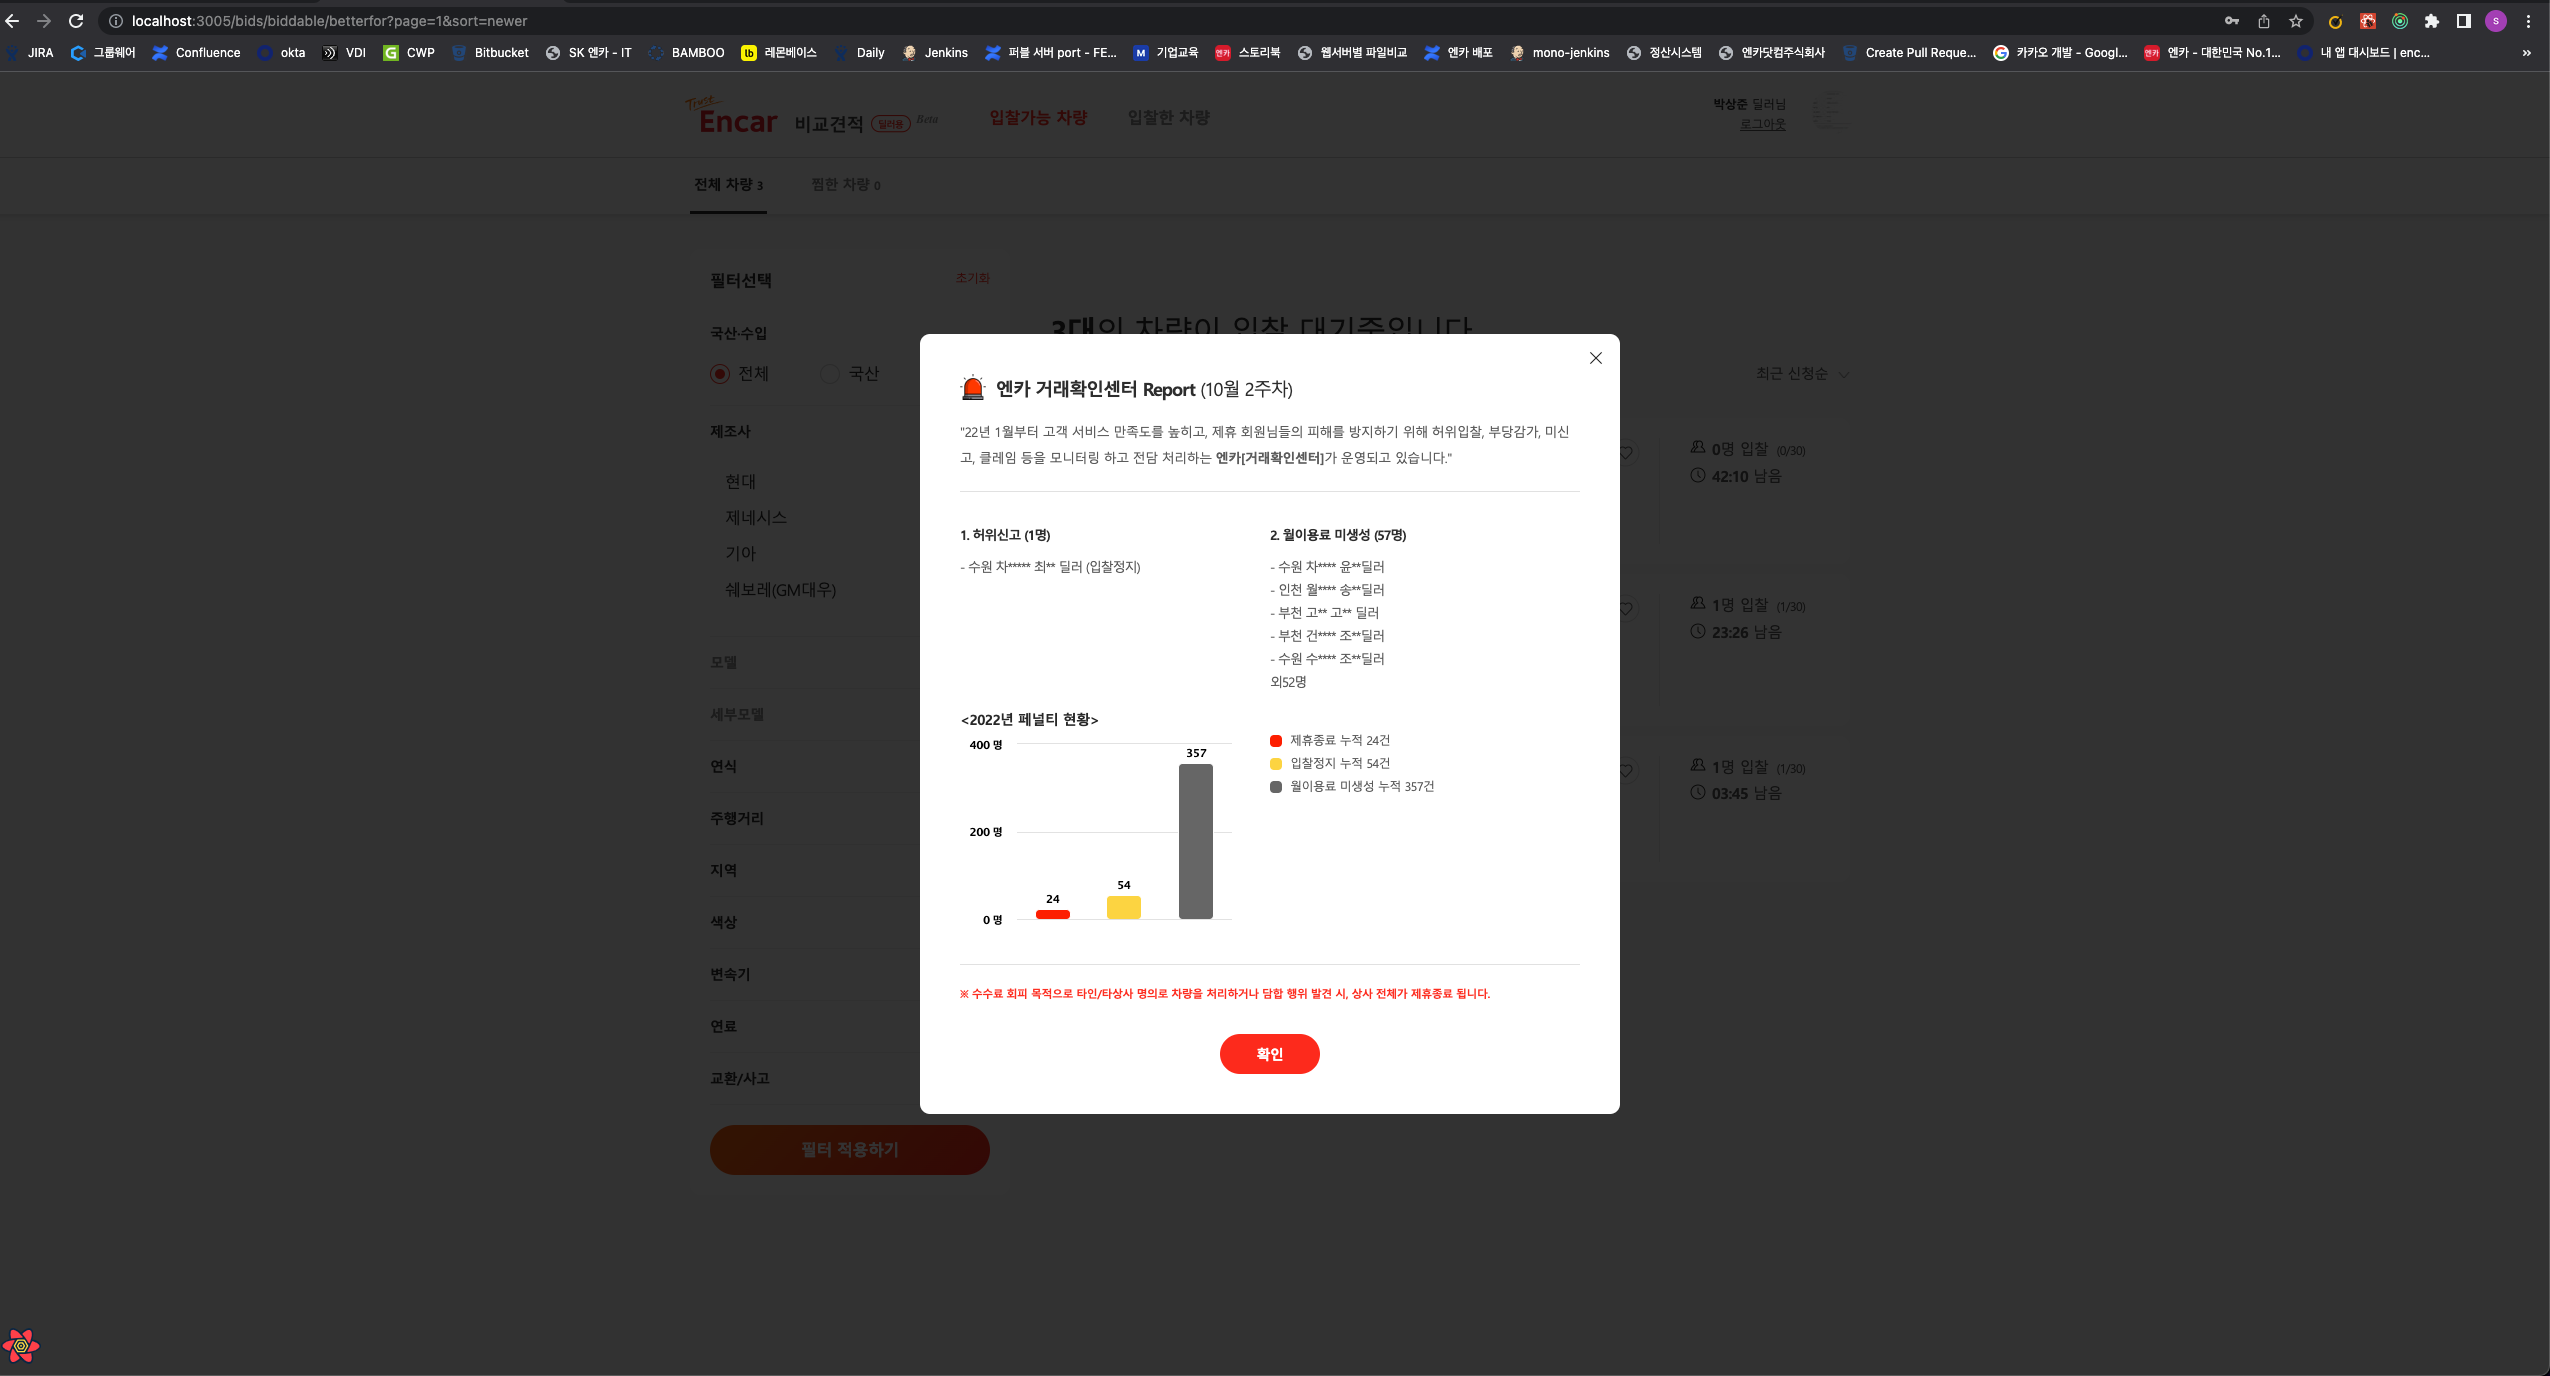 localhost:3005/bids/biddable/betterfor?page=1&sort=newer
S
JIRA 그룹웨어 Confluence okta VDI CWP Bitbucket SK 엔카 - IT BAMBOO 레몬베이스 Daily Jenkins 퍼블 서버 port - FE... 기업교육 스토리북 웹서버별 파일비교 엔카 배포 mono-jenkins 정산시스템 엔카닷컴주식회사 Create Pull Reque... 카카오 개발 - Googl... 엔카 - 대한민국 No.1... 내 앱 대시보드 | enc... »
Trust Encar 비교견적 딜러용 Beta 입찰가능 차량 입찰한 차량
박상준 딜러님
로그아웃
전체 차량 3 찜한 차량 0
필터선택 초기화
국산·수입
전체 국산
제조사
현대
제네시스
기아
쉐보레(GM대우)
모델
세부모델
연식
주행거리
지역
색상
변속기
연료
교환/사고
필터 적용하기
3대의 차량이 입찰 대기중입니다
최근 신청순
0명 입찰 (0/30)
42:10 남음
1명 입찰 (1/30)
23:26 남음
1명 입찰 (1/30)
03:45 남음
엔카 거래확인센터 Report (10월 2주차)
"22년 1월부터 고객 서비스 만족도를 높히고, 제휴 회원님들의 피해를 방지하기 위해 허위입찰, 부당감가, 미신
고, 클레임 등을 모니터링 하고 전담 처리하는 엔카[거래확인센터]가 운영되고 있습니다."
1. 허위신고 (1명)
- 수원 차***** 최** 딜러 (입찰정지)
2. 월이용료 미생성 (57명)
- 수원 차**** 윤**딜러
- 인천 월**** 송**딜러
- 부천 고** 고** 딜러
- 부천 건**** 조**딜러
- 수원 수**** 조**딜러
외52명
<2022년 페널티 현황>
400 명
200 명
0 명
24
54
357
제휴종료 누적 24건
입찰정지 누적 54건
월이용료 미생성 누적 357건
※ 수수료 회피 목적으로 타인/타상사 명의로 차량을 처리하거나 담합 행위 발견 시, 상사 전체가 제휴종료 됩니다.
확인